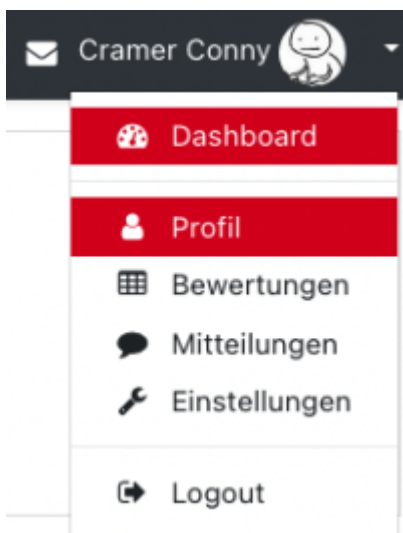 Cramer Conny
Dashboard
Profil
Bewertungen
Mitteilungen
Einstellungen
Logout